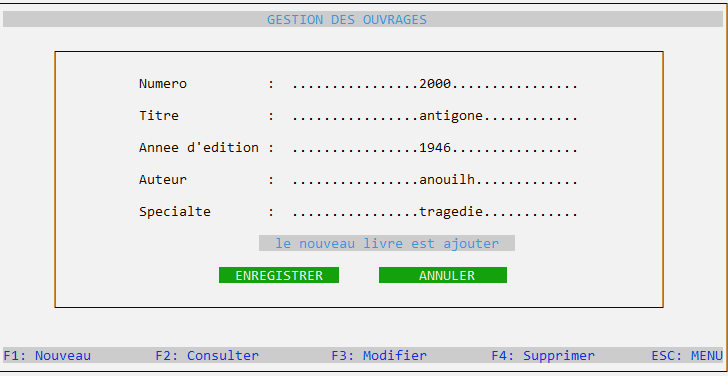 GESTION DES OUVRAGES
Numero : ................2000................
Titre : ................antigone............
Annee d'edition : ................1946................
Auteur : ................anouilh.............
Specialte : ................tragedie............
le nouveau livre est ajouter
ENREGISTRER ANNULER
F1: Nouveau F2: Consulter F3: Modifier F4: Supprimer ESC: MENU